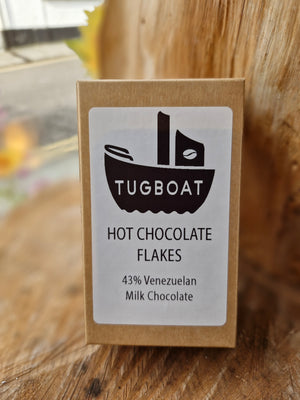 TUGBOAT
HOT CHOCOLATE
FLAKES
43% Venezuelan
Milk Chocolate